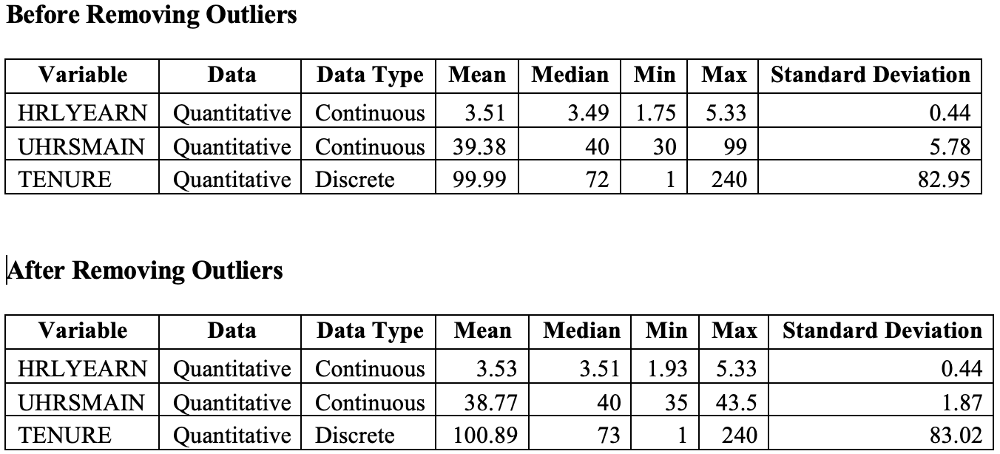 Before Removing Outliers
Variable Data Data Type Mean Median Min Max Standard Deviation
HRLYEARN Quantitative Continuous 3.51 3.49 1.75 5.33 0.44
UHRSMAIN Quantitative Continuous 39.38 40 30 99 5.78
TENURE Quantitative Discrete 99.99 72 1 240 82.95
After Removing Outliers
Variable Data Data Type Mean Median Min Max Standard Deviation
HRLYEARN Quantitative Continuous 3.53 3.51 1.93 5.33 0.44
UHRSMAIN Quantitative Continuous 38.77 40 35 43.5 1.87
TENURE Quantitative Discrete 100.89 73 1 240 83.02